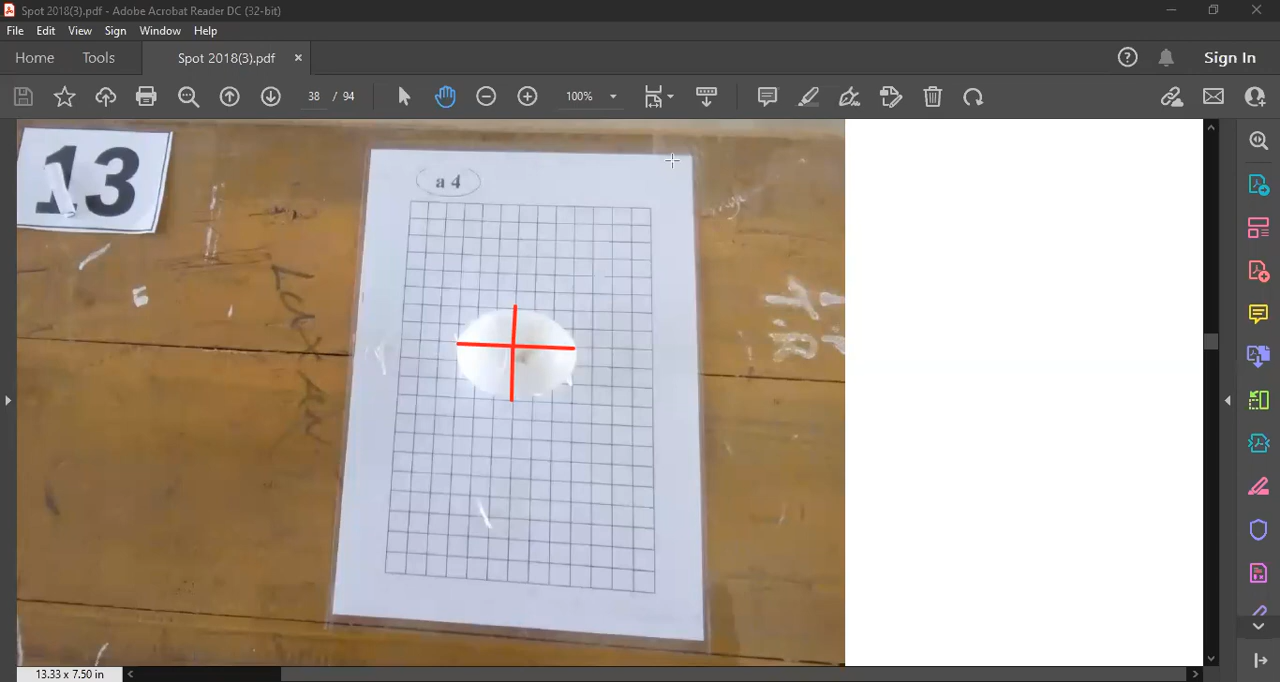 Spot 2018(3).pdf - Adobe Acrobat Reader DC (32-bit)
File Edit View Sign Window Help
Home Tools Spot 2018(3).pdf × Sign In
38 / 94 100%
13
a 4
13.33 x 7.50 in